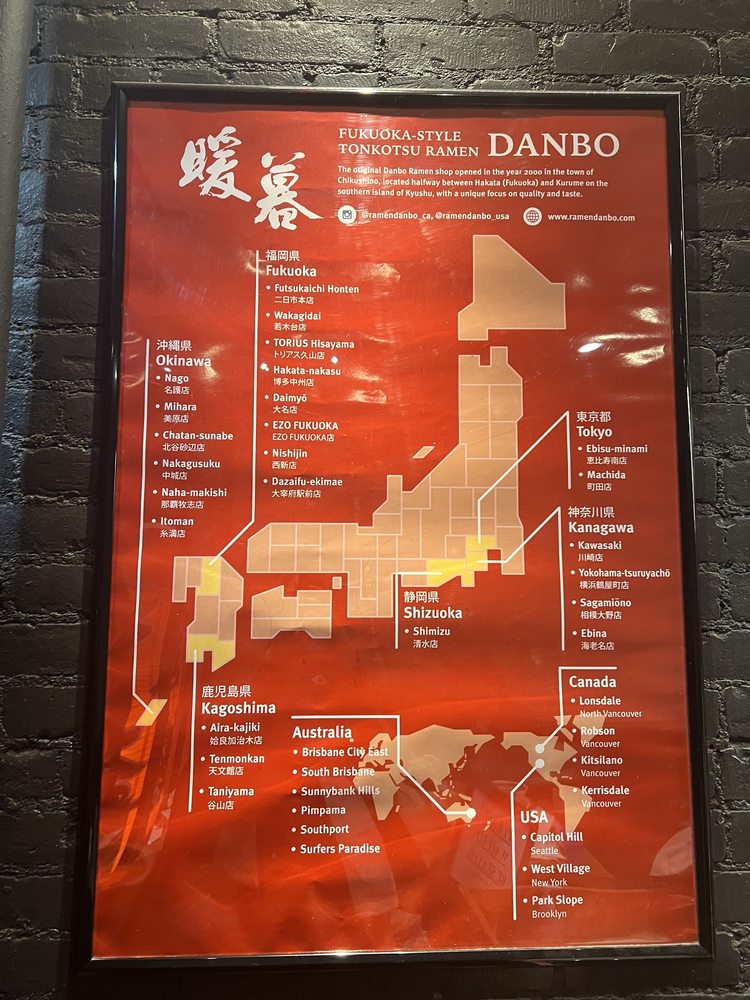 暖暮
FUKUOKA-STYLE
TONKOTSU RAMEN
DANBO
The original Danbo Ramen shop opened in the year 2000 in the town of
Chikushino, located halfway between Hakata (Fukuoka) and Kurume on the
southern island of Kyushu, with a unique focus on quality and taste.
@ramendanbo_ca, @ramendanbo_usa
www.ramendanbo.com
福岡県
Fukuoka
• Futsukaichi Honten
二日市本店
• Wakagidai
若木台店
• TORIUS Hisayama
トリアス久山店
• Hakata-nakasu
博多中州店
• Daimyō
大名店
• EZO FUKUOKA
EZO FUKUOKA店
• Nishijin
西新店
• Dazaifu-ekimae
大宰府駅前店
沖縄県
Okinawa
• Nago
名護店
• Mihara
美原店
• Chatan-sunabe
北谷砂辺店
• Nakagusuku
中城店
• Naha-makishi
那覇牧志店
• Itoman
糸満店
東京都
Tokyo
• Ebisu-minami
恵比寿南店
• Machida
町田店
神奈川県
Kanagawa
• Kawasaki
川崎店
• Yokohama-tsuruyachō
横浜鶴屋町店
• Sagamiōno
相模大野店
• Ebina
海老名店
静岡県
Shizuoka
• Shimizu
清水店
鹿児島県
Kagoshima
• Aira-kajiki
姶良加治木店
• Tenmonkan
天文館店
• Taniyama
谷山店
Australia
• Brisbane City East
• South Brisbane
• Sunnybank Hills
• Pimpama
• Southport
• Surfers Paradise
Canada
• Lonsdale
North Vancouver
• Robson
Vancouver
• Kitsilano
Vancouver
• Kerrisdale
Vancouver
USA
• Capitol Hill
Seattle
• West Village
New York
• Park Slope
Brooklyn